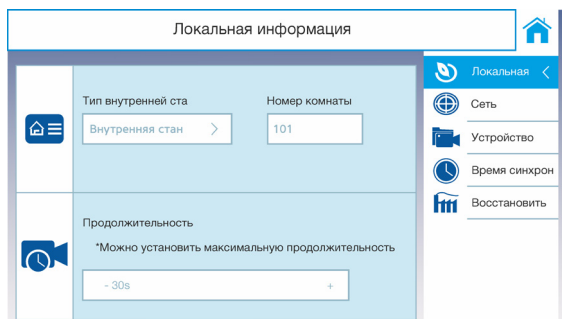 Локальная информация
Локальная
Сеть
Устройство
Время синхрон
Восстановить
Тип внутренней ста
Номер комнаты
Внутренняя стан
101
Продолжительность
*Можно установить максимальную продолжительность
- 30s +